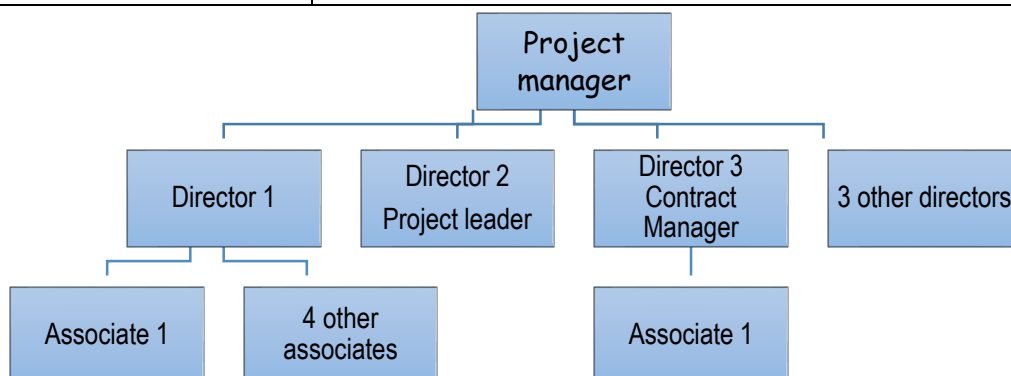 Project
manager
Director 1
Director 2
Project leader
Director 3
Contract
Manager
3 other directors
Associate 1
4 other
associates
Associate 1